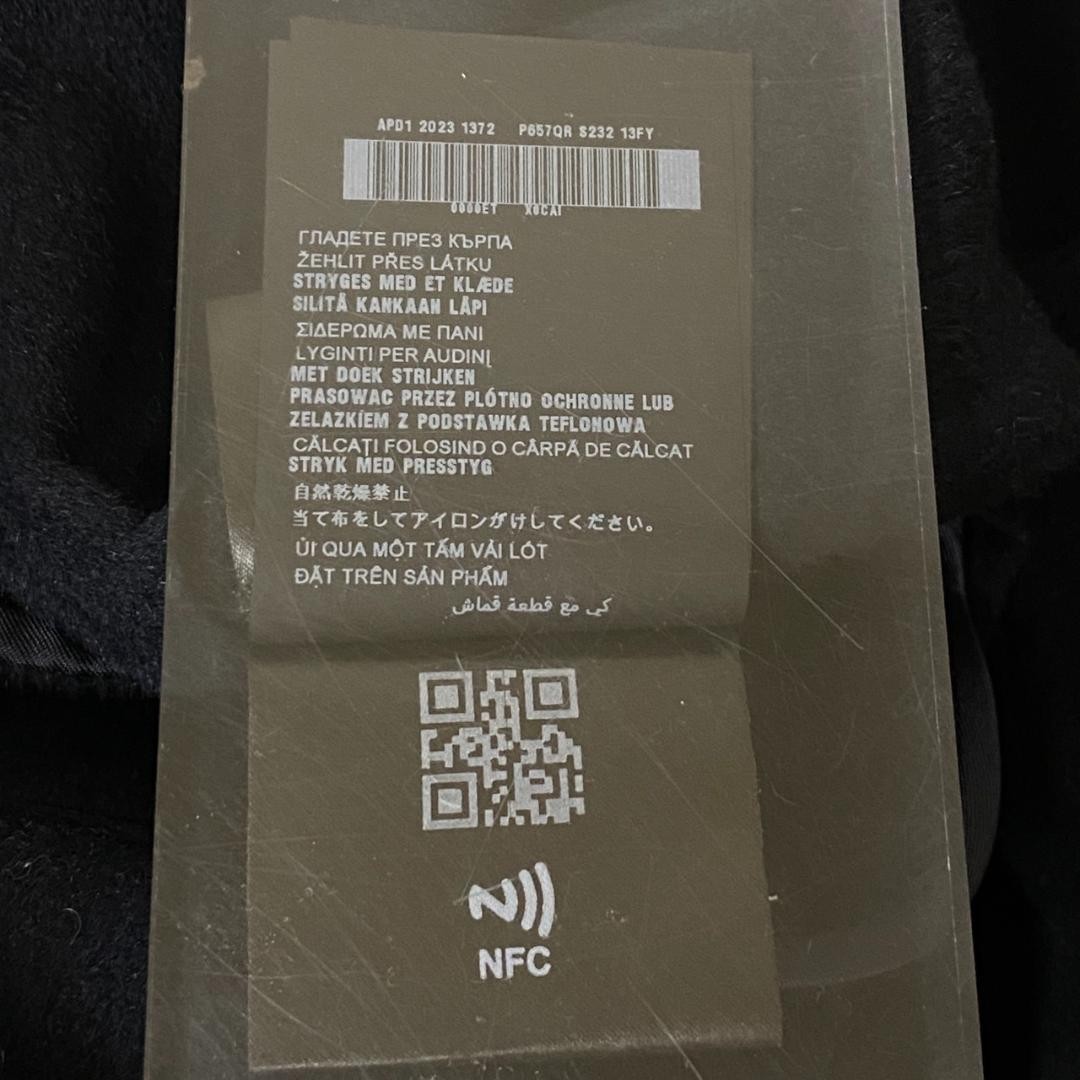 APD1 2023 1372 P657QR S232 13FY
0000E1 X0CAI
ГЛАДЕТЕ ПРЕЗ КЪРПА
ŽEHLIT PŘES LÁTKU
STRYGES MED ET KLÆDE
SILITÄ KANKAAN LÄPI
ΣΙΔΕΡΩΜΑ ΜΕ ΠΑΝΙ
LYGINTI PER AUDINĮ
MET DOEK STRIJKEN
PRASOWAC PRZEZ PLÓTNO OCHRONNE LUB
ZELAZKIEM Z PODSTAWKA TEFLONOWA
CĂLCAȚI FOLOSIND O CÂRPĂ DE CĂLCAT
STRYK MED PRESSTYG
自然乾燥禁止
当て布をしてアイロンがけしてください。
ỦI QUA MỘT TẤM VẢI LÓT
ĐẶT TRÊN SẢN PHẨM
كي مع قطعة قماش
NFC